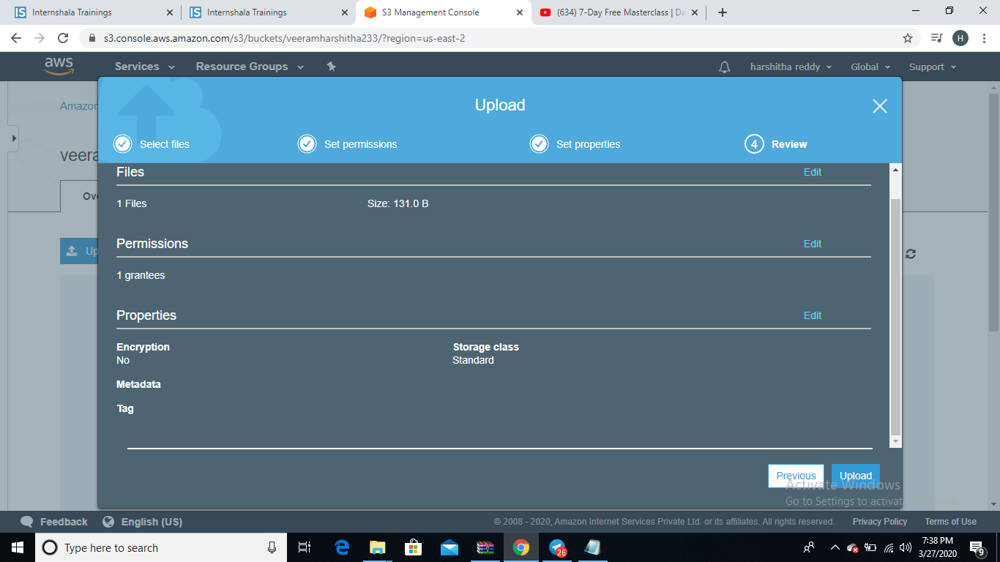 IS Internshala Trainings
IS Internshala Trainings
S3 Management Console
(634) 7-Day Free Masterclass | Da
s3.console.aws.amazon.com/s3/buckets/veeramharshitha233/?region=us-east-2
H
aws
Services
Resource Groups
harshitha reddy
Global
Support
Amazon
veera
Ove
Up
Upload
Select files
Set permissions
Set properties
4 Review
Files
Edit
1 Files
Size: 131.0 B
Permissions
Edit
1 grantees
Properties
Edit
Encryption
Storage class
No
Standard
Metadata
Tag
Previous
Upload
Activate Windows
Go to Settings to activate
Feedback
English (US)
© 2008 - 2020, Amazon Internet Services Private Ltd. or its affiliates. All rights reserved.
Privacy Policy
Terms of Use
Type here to search
26
7:38 PM
3/27/2020
9